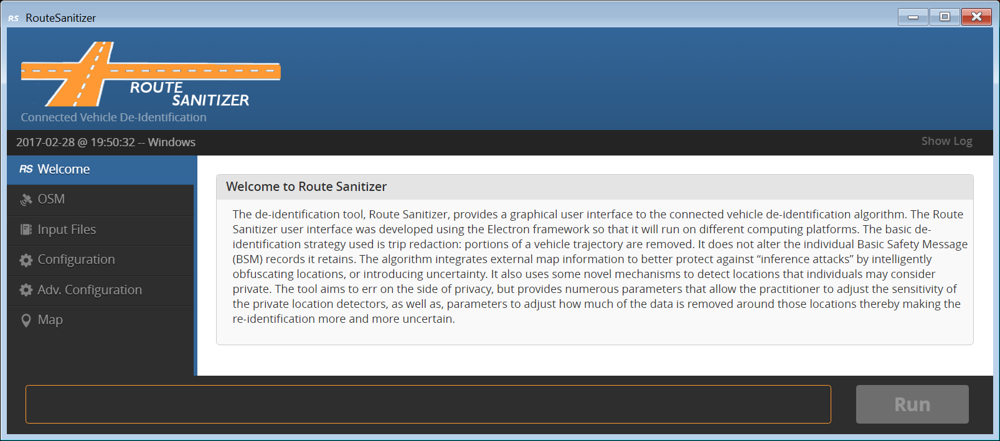 RS RouteSanitizer
ROUTE
SANITIZER
Connected Vehicle De-Identification
2017-02-28 @ 19:50:32 -- Windows
Show Log
RS Welcome
OSM
Input Files
Configuration
Adv. Configuration
Map
Welcome to Route Sanitizer
The de-identification tool, Route Sanitizer, provides a graphical user interface to the connected vehicle de-identification algorithm. The Route
Sanitizer user interface was developed using the Electron framework so that it will run on different computing platforms. The basic de-
identification strategy used is trip redaction: portions of a vehicle trajectory are removed. It does not alter the individual Basic Safety Message
(BSM) records it retains. The algorithm integrates external map information to better protect against “inference attacks” by intelligently
obfuscating locations, or introducing uncertainty. It also uses some novel mechanisms to detect locations that individuals may consider
private. The tool aims to err on the side of privacy, but provides numerous parameters that allow the practitioner to adjust the sensitivity of
the private location detectors, as well as, parameters to adjust how much of the data is removed around those locations thereby making the
re-identification more and more uncertain.
Run